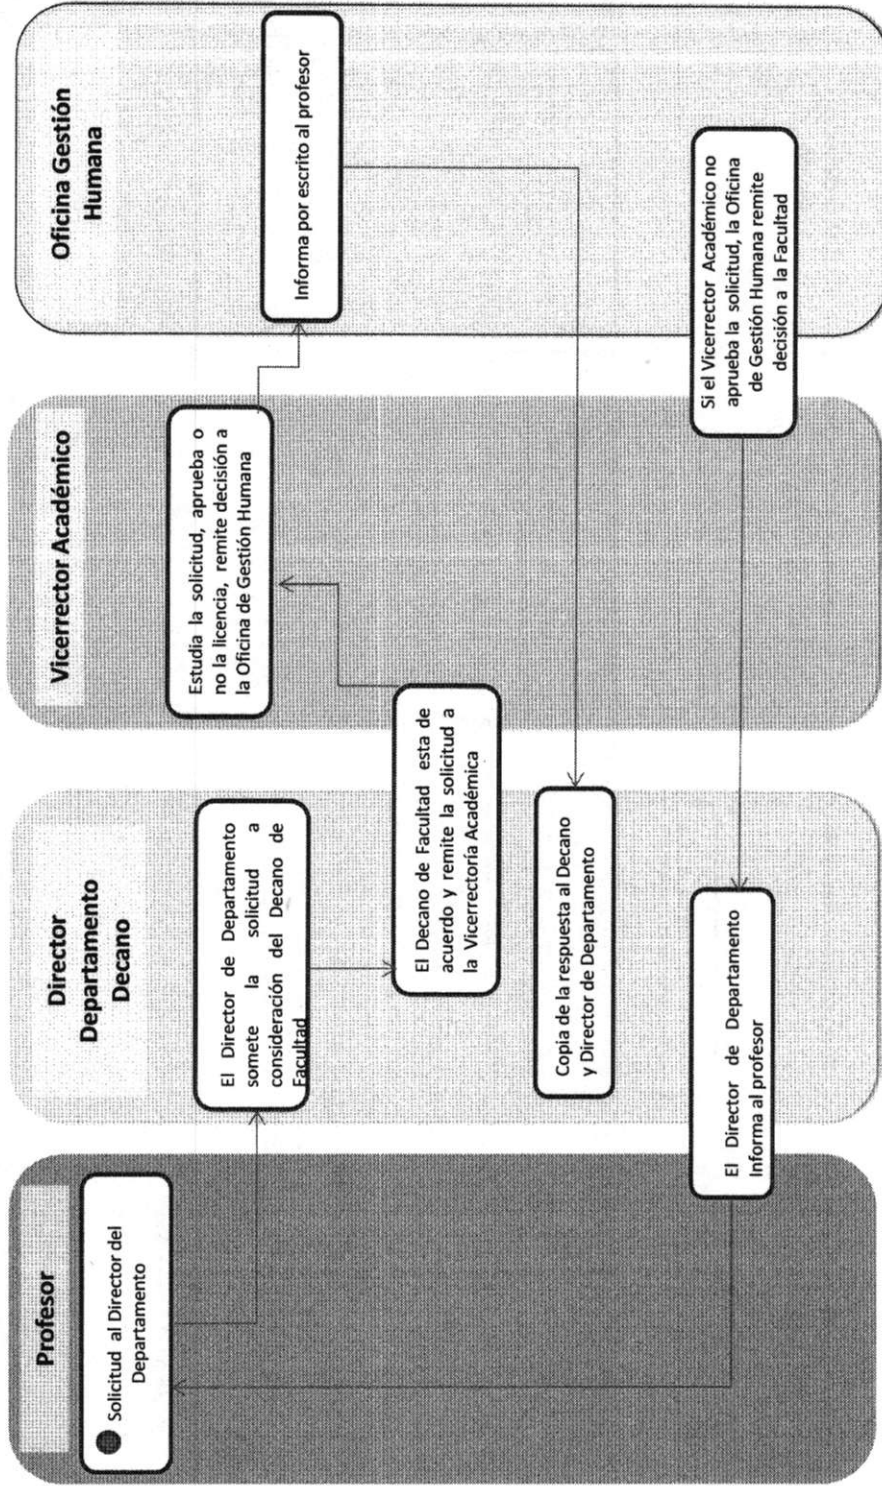 Profesor
Solicitud al Director del
Departamento
Director
Departamento
Decano
El Director de Departamento
somete la solicitud a
consideración del Decano de
Facultad
El Decano de Facultad esta de
acuerdo y remite la solicitud a
la Vicerrectoría Académica
Copia de la respuesta al Decano
y Director de Departamento
El Director de Departamento
Informa al profesor
Vicerrector Académico
Estudia la solicitud, aprueba o
no la licencia, remite decisión a
la Oficina de Gestión Humana
Oficina Gestión
Humana
Informa por escrito al profesor
Si el Vicerrector Académico no
aprueba la solicitud, la Oficina
de Gestión Humana remite
decisión a la Facultad